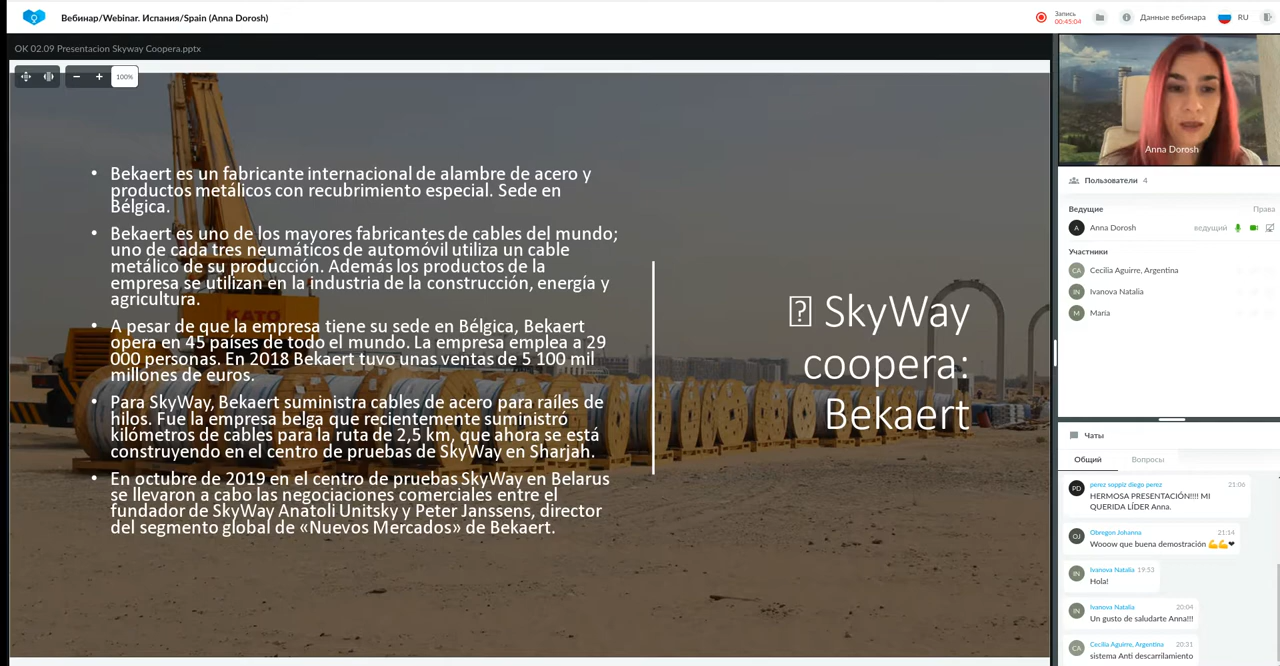 Вебинар/Webinar. Испания/Spain (Anna Dorosh)
Запись
00:45:04
Данные вебинара
RU
OK 02.09 Presentacion Skyway Coopera.pptx
100%
• Bekaert es un fabricante internacional de alambre de acero y
productos metálicos con recubrimiento especial. Sede en
Bélgica.
• Bekaert es uno de los mayores fabricantes de cables del mundo;
uno de cada tres neumáticos de automóvil utiliza un cable
metálico de su producción. Además los productos de la
empresa se utilizan en la industria de la construcción, energía y
agricultura.
• A pesar de que la empresa tiene su sede en Bélgica, Bekaert
opera en 45 países de todo el mundo. La empresa emplea a 29
000 personas. En 2018 Bekaert tuvo unas ventas de 5 100 mil
millones de euros.
• Para SkyWay, Bekaert suministra cables de acero para raíles de
hilos. Fue la empresa belga que recientemente suministró
kilómetros de cables para la ruta de 2,5 km, que ahora se está
construyendo en el centro de pruebas de SkyWay en Sharjah.
• En octubre de 2019 en el centro de pruebas SkyWay en Belarus
se llevaron a cabo las negociaciones comerciales entre el
fundador de SkyWay Anatoli Unitsky y Peter Janssens, director
del segmento global de «Nuevos Mercados» de Bekaert.
KATO
SkyWay
coopera:
Bekaert
Anna Dorosh
Пользователи 4
Ведущие
Права
A
Anna Dorosh
ведущий
Участники
CA
Cecilia Aguirre, Argentina
IN
Ivanova Natalia
M
María
Чаты
Общий
Вопросы
PD
perez soppiz diego perez
21:06
HERMOSA PRESENTACIÓN!!!! MI
QUERIDA LÍDER Anna.
OJ
Obregon Johanna
21:14
Wooow que buena demostración 💪💪❤
IN
Ivanova Natalia 19:53
Hola!
IN
Ivanova Natalia
20:04
Un gusto de saludarte Anna!!!
CA
Cecilia Aguirre, Argentina
20:31
sistema Anti descarrilamiento